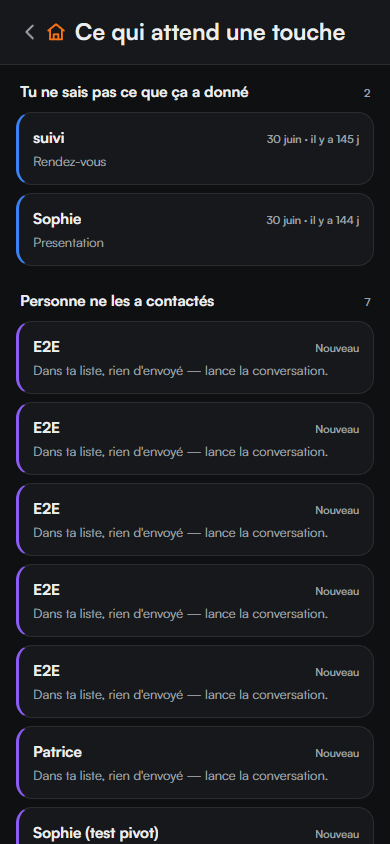 Ce qui attend une touche
Tu ne sais pas ce que ça a donné 2
suivi 30 juin · il y a 145 j
Rendez-vous
Sophie 30 juin · il y a 144 j
Presentation
Personne ne les a contactés 7
E2E Nouveau
Dans ta liste, rien d'envoyé — lance la conversation.
E2E Nouveau
Dans ta liste, rien d'envoyé — lance la conversation.
E2E Nouveau
Dans ta liste, rien d'envoyé — lance la conversation.
E2E Nouveau
Dans ta liste, rien d'envoyé — lance la conversation.
E2E Nouveau
Dans ta liste, rien d'envoyé — lance la conversation.
Patrice Nouveau
Dans ta liste, rien d'envoyé — lance la conversation.
Sophie (test pivot) Nouveau